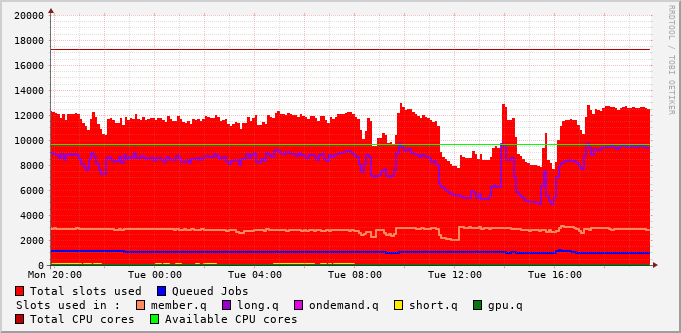 20000
18000
16000
14000
12000
10000
8000
6000
4000
2000
0
Mon 20:00 Tue 00:00 Tue 04:00 Tue 08:00 Tue 12:00 Tue 16:00
RRDTOOL / TOBI OETIKER
Total slots used Queued Jobs
Slots used in : member.q long.q ondemand.q short.q gpu.q
Total CPU cores Available CPU cores